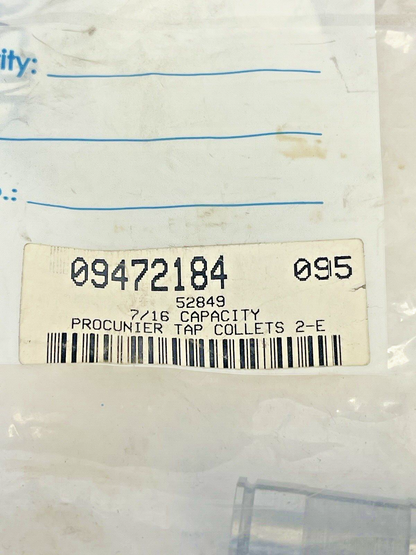 ity:
.:
09472184 095
52849
7/16 CAPACITY
PROCUNIER TAP COLLETS 2-E